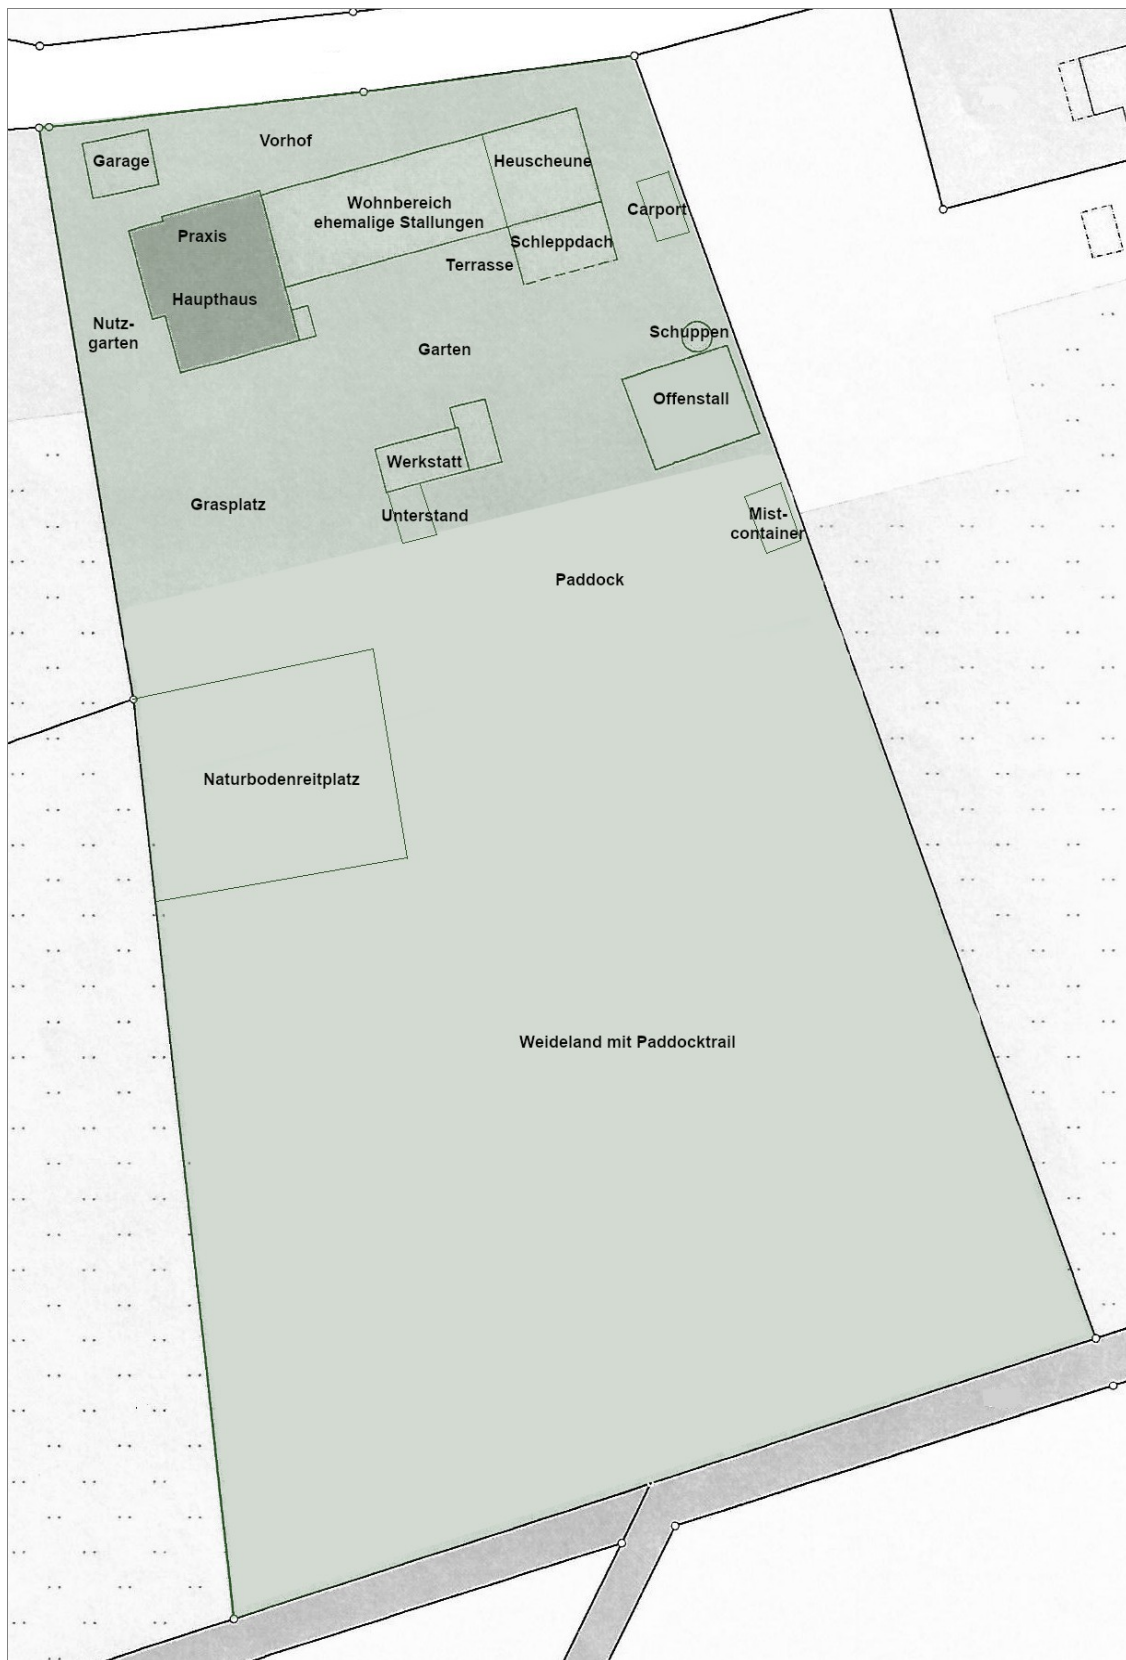 Vorhof
Garage
Heuscheune
Wohnbereich
ehemalige Stallungen
Carport
Praxis
Schleppdach
Terrasse
Haupthaus
Nutz-
garten
Schuppen
Garten
Offenstall
Werkstatt
Grasplatz
Unterstand
Mist-
container
Paddock
Naturbodenreitplatz
Weideland mit Paddocktrail